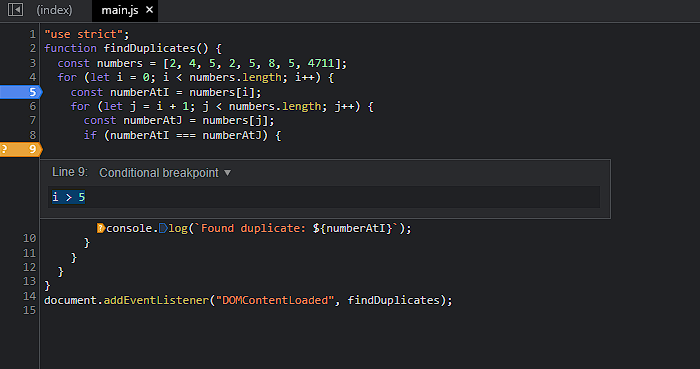 (index) main.js ×
1 "use strict";
2 function findDuplicates() {
3 const numbers = [2, 4, 5, 2, 5, 8, 5, 4711];
4 for (let i = 0; i < numbers.length; i++) {
5 const numberAtI = numbers[i];
6 for (let j = i + 1; j < numbers.length; j++) {
7 const numberAtJ = numbers[j];
8 if (numberAtI === numberAtJ) {
? 9
Line 9: Conditional breakpoint ▼
i > 5
console.log(`Found duplicate: ${numberAtI}`);
10 }
11 }
12 }
13 }
14 document.addEventListener("DOMContentLoaded", findDuplicates);
15